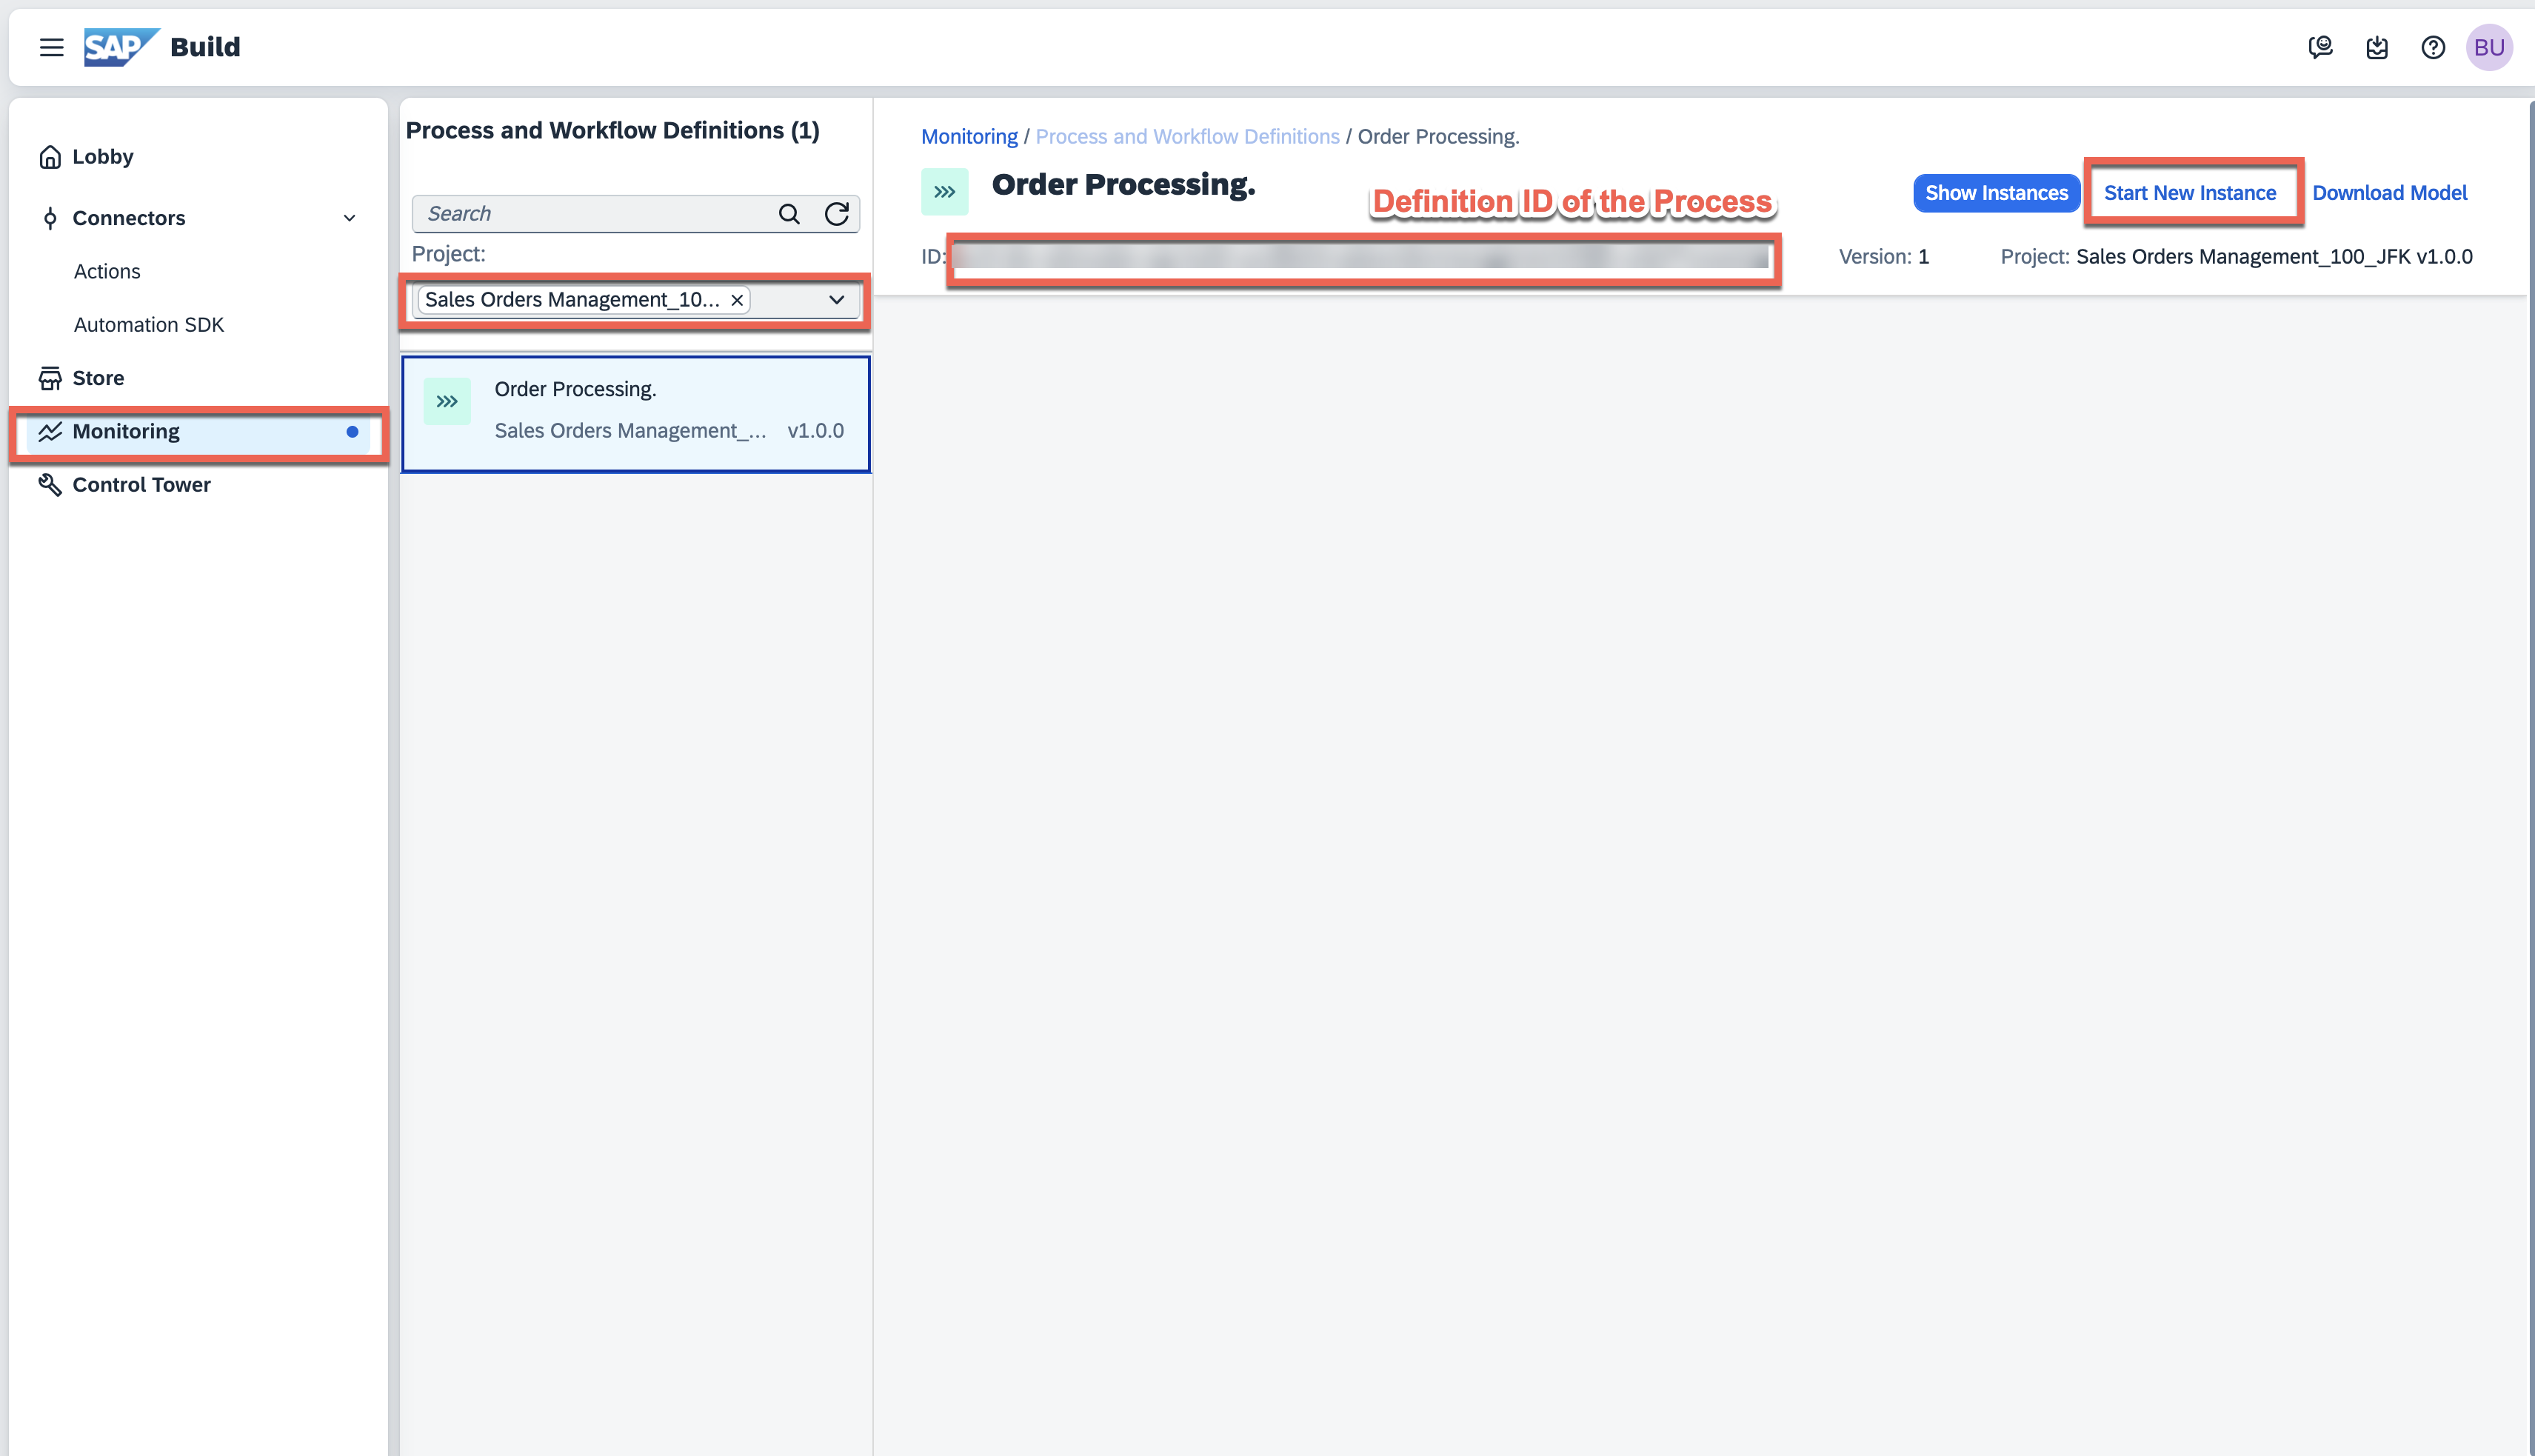 SAP Build
BU
Lobby
Connectors
Actions
Automation SDK
Store
Monitoring
Control Tower
Process and Workflow Definitions (1)
Search
Project:
Sales Orders Management_10...
Order Processing.
Sales Orders Management_... v1.0.0
Monitoring / Process and Workflow Definitions / Order Processing.
Order Processing.
Definition ID of the Process
Show Instances
Start New Instance
Download Model
ID:
Version: 1
Project: Sales Orders Management_100_JFK v1.0.0